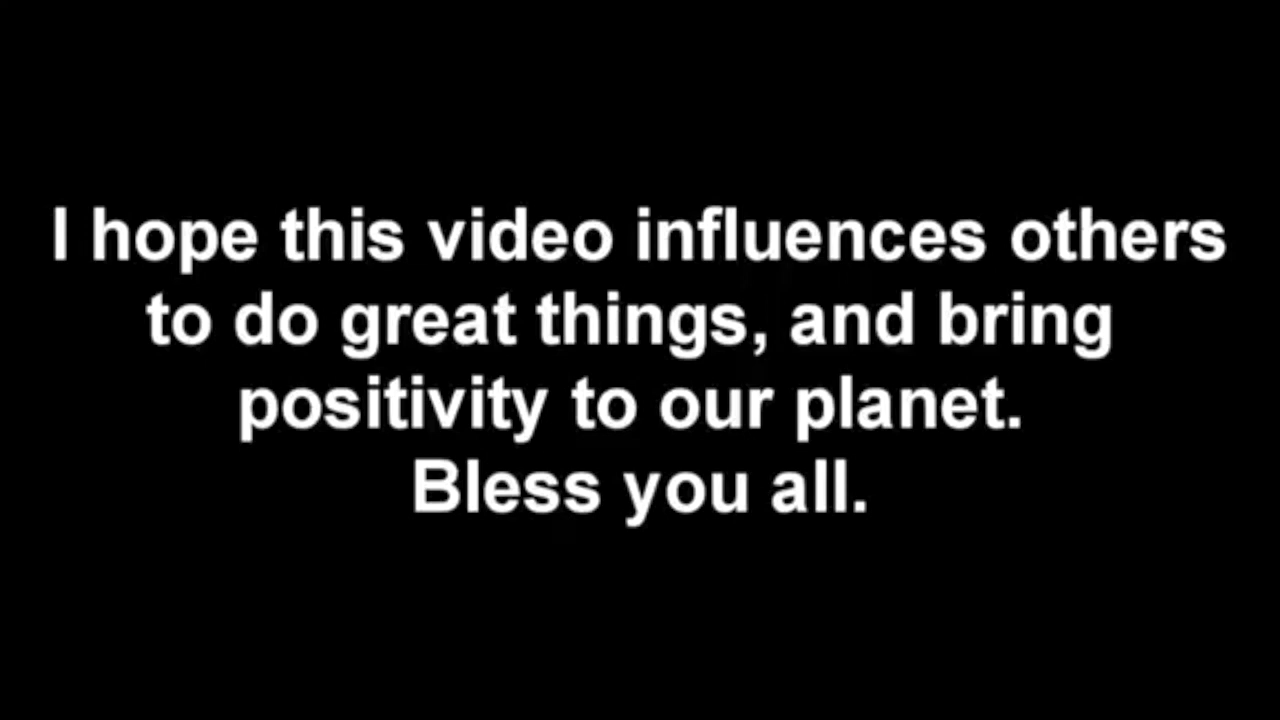 I hope this video influences others
to do great things, and bring
positivity to our planet.
Bless you all.